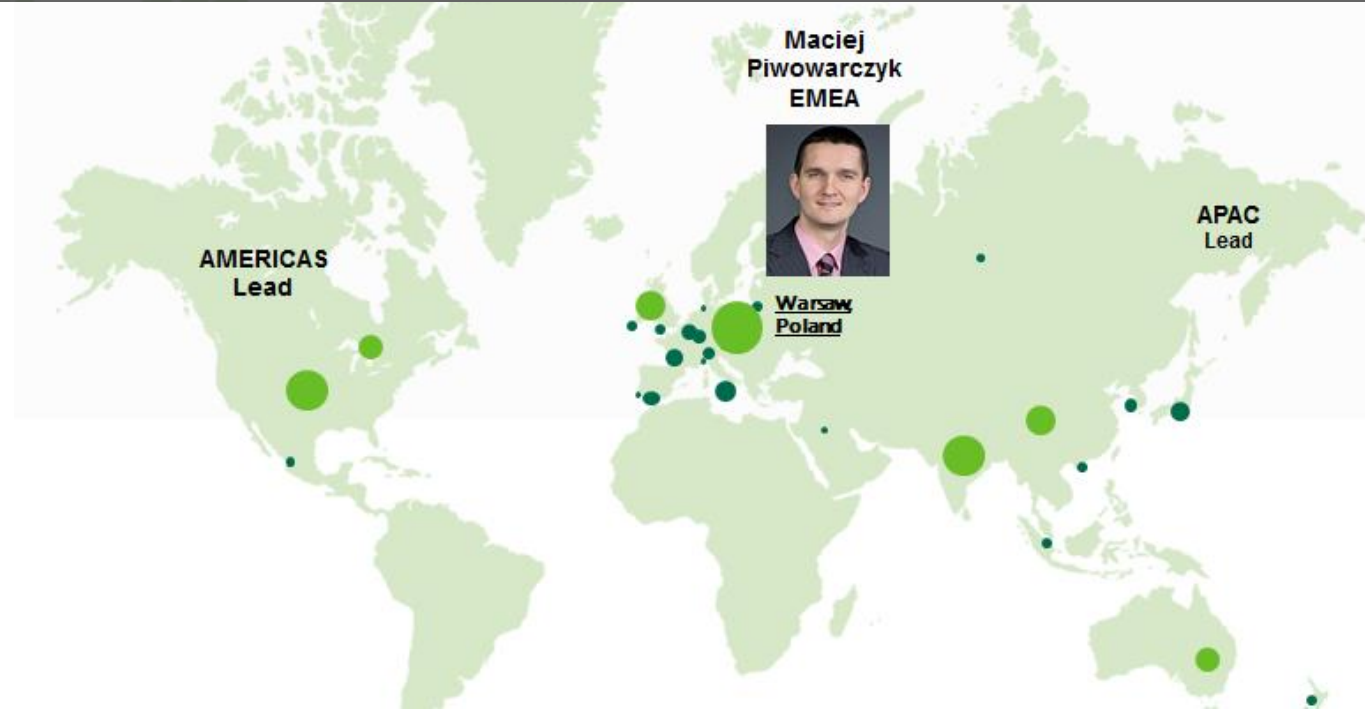 Maciej
Piwowarczyk
EMEA
APAC
Lead
AMERICAS
Lead
Warsaw,
Poland